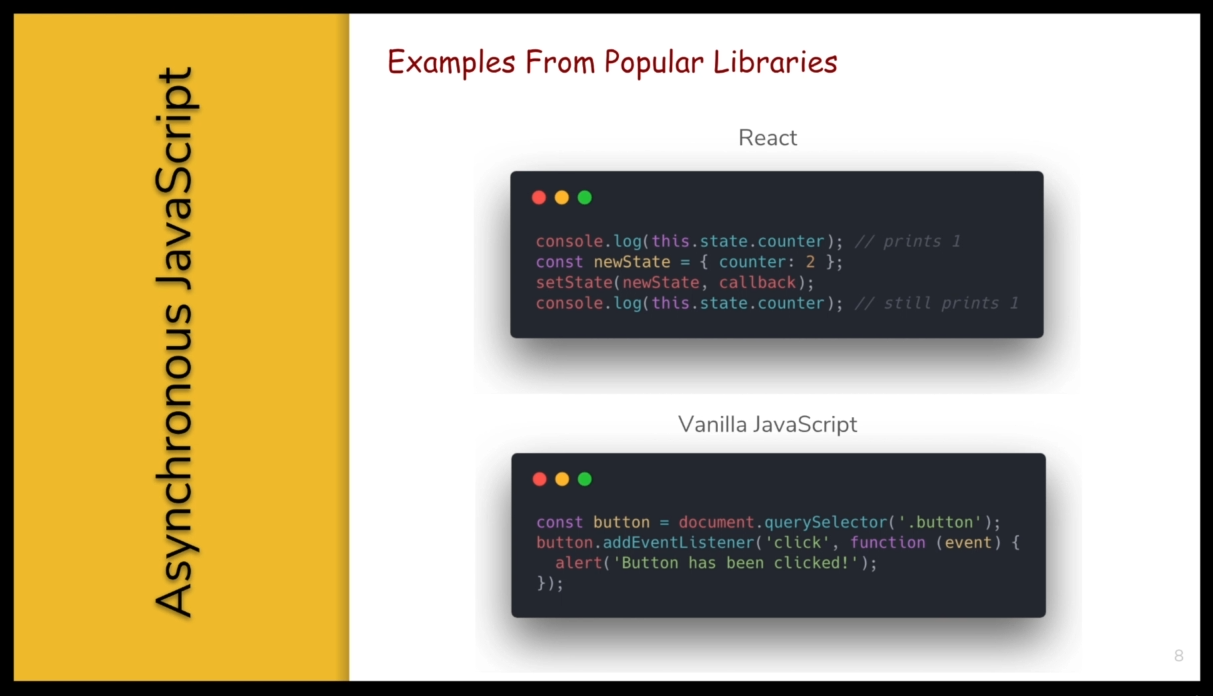 Asynchronous JavaScript
Examples From Popular Libraries
React
console.log(this.state.counter); // prints 1
const newState = { counter: 2 };
setState(newState, callback);
console.log(this.state.counter); // still prints 1
Vanilla JavaScript
const button = document.querySelector('.button');
button.addEventListener('click', function (event) {
  alert('Button has been clicked!');
});
8